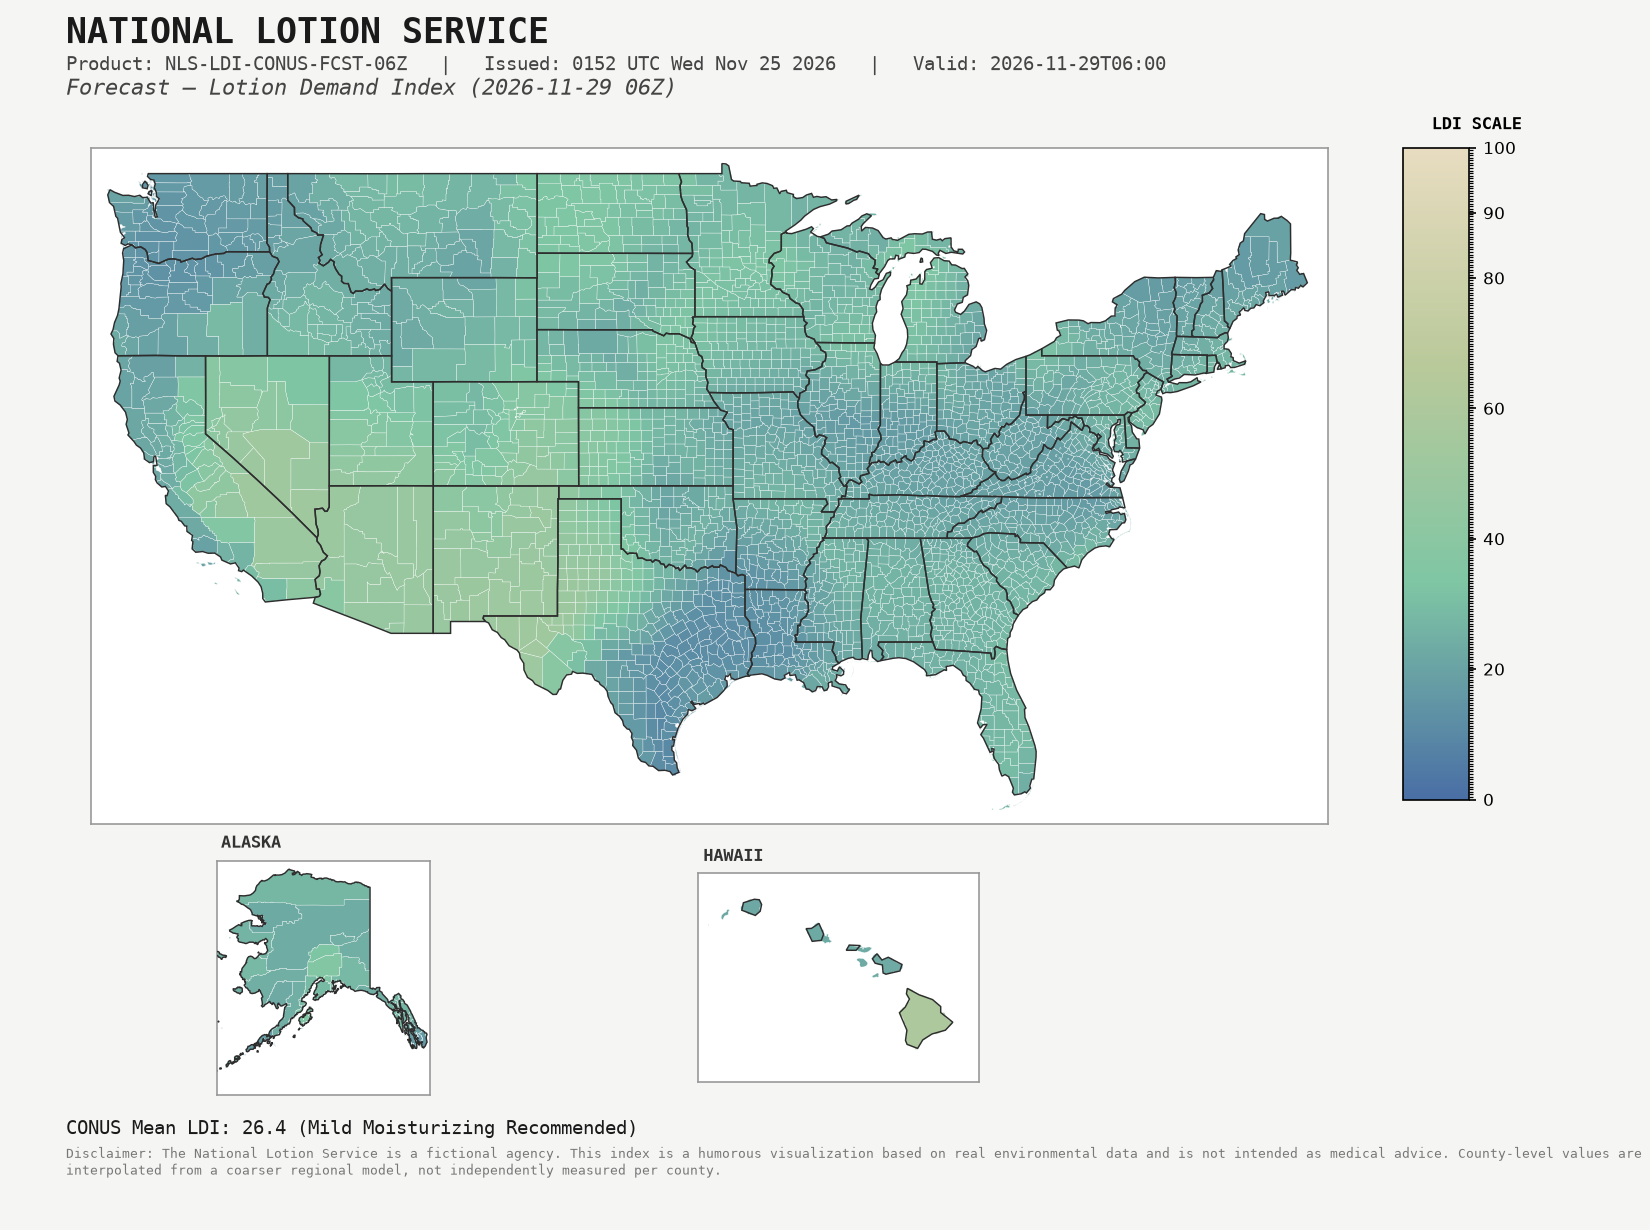 NATIONAL LOTION SERVICE
Product: NLS-LDI-CONUS-FCST-06Z | Issued: 0152 UTC Wed Nov 25 2026 | Valid: 2026-11-29T06:00
Forecast — Lotion Demand Index (2026-11-29 06Z)
LDI SCALE
100
90
80
60
40
20
0
ALASKA
HAWAII
CONUS Mean LDI: 26.4 (Mild Moisturizing Recommended)
Disclaimer: The National Lotion Service is a fictional agency. This index is a humorous visualization based on real environmental data and is not intended as medical advice. County-level values are
interpolated from a coarser regional model, not independently measured per county.